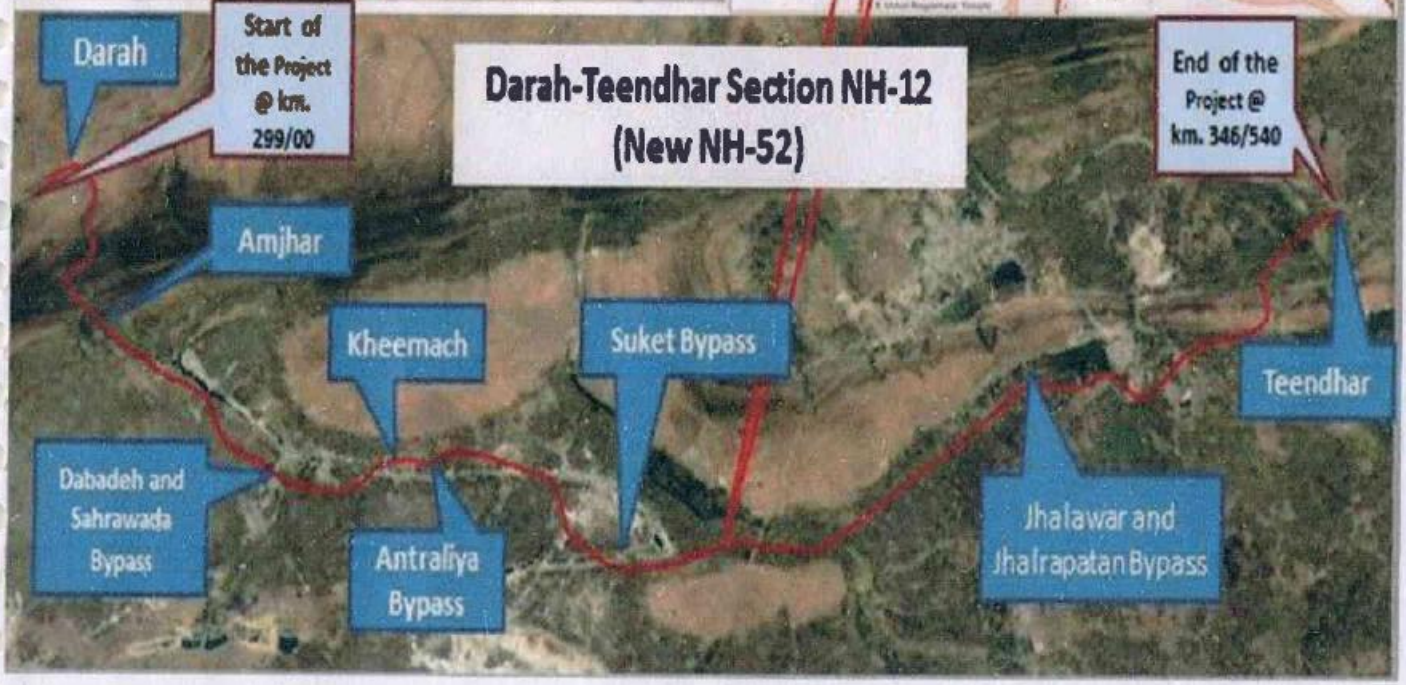 Darah
Start of
the Project
@ km.
299/00
Darah-Teendhar Section NH-12
(New NH-52)
End of the
Project @
km. 346/540
Amjhar
Kheemach
Suket Bypass
Teendhar
Dabadeh and
Sahrawada
Bypass
Antraliya
Bypass
Jhalawar and
Jhalrapatan Bypass